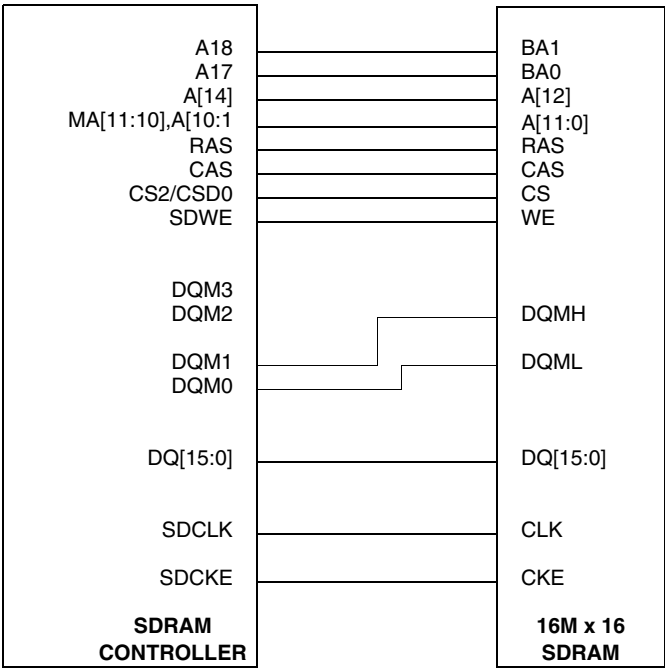 A18
A17
A[14]
MA[11:10],A[10:1
RAS
CAS
CS2/CSD0
SDWE
DQM3
DQM2
DQM1
DQM0
DQ[15:0]
SDCLK
SDCKE
SDRAM
CONTROLLER
BA1
BA0
A[12]
A[11:0]
RAS
CAS
CS
WE
DQMH
DQML
DQ[15:0]
CLK
CKE
16M x 16
SDRAM